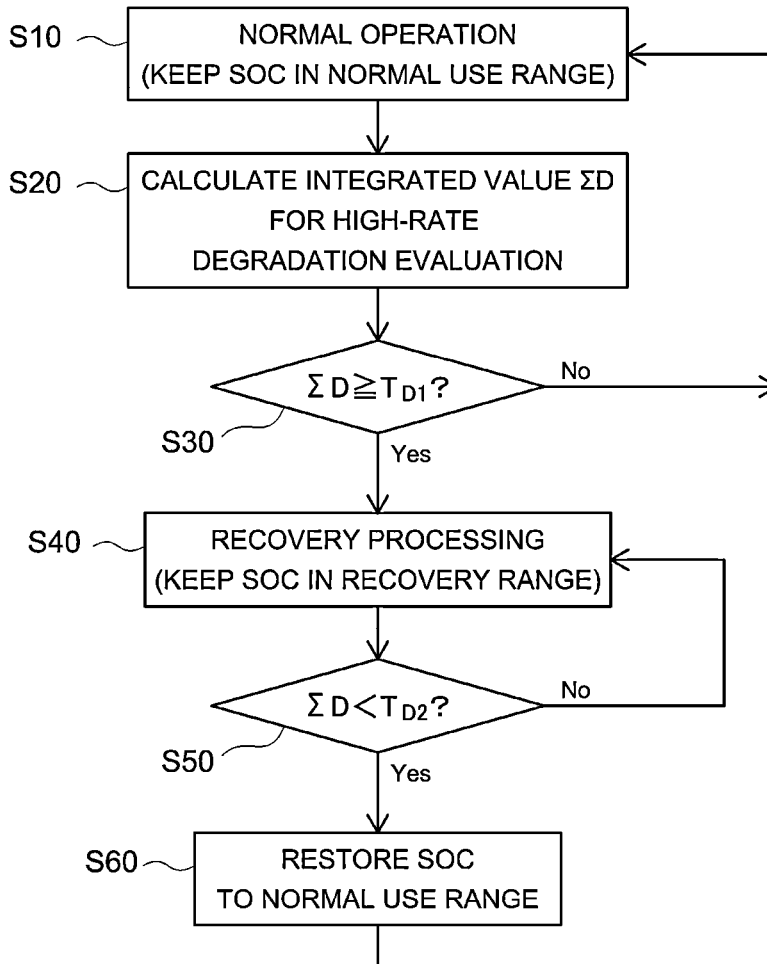 S10
NORMAL OPERATION
(KEEP SOC IN NORMAL USE RANGE)
S20
CALCULATE INTEGRATED VALUE ΣD
FOR HIGH-RATE
DEGRADATION EVALUATION
S30
ΣD≧TD1?
No
Yes
S40
RECOVERY PROCESSING
(KEEP SOC IN RECOVERY RANGE)
S50
ΣD<TD2?
No
Yes
S60
RESTORE SOC
TO NORMAL USE RANGE